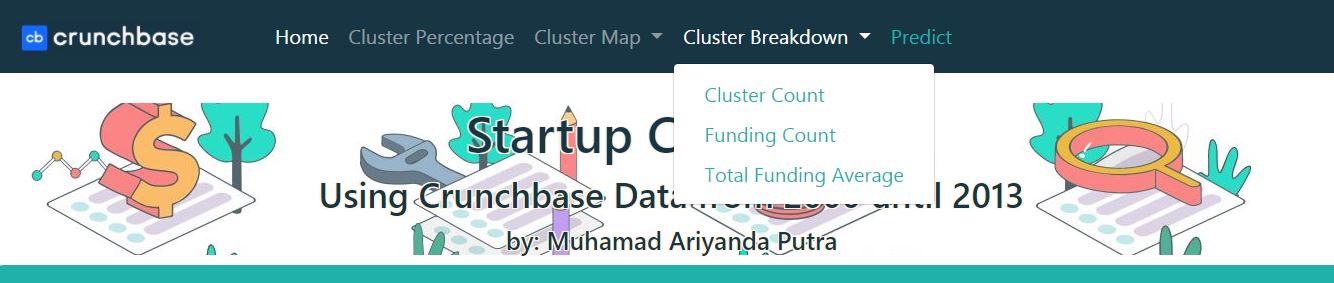 cb crunchbase Home Cluster Percentage Cluster Map Cluster Breakdown Predict
Cluster Count
Funding Count
Total Funding Average
Startup
Using Crunchbase Data until 2013
by: Muhamad Ariyanda Putra